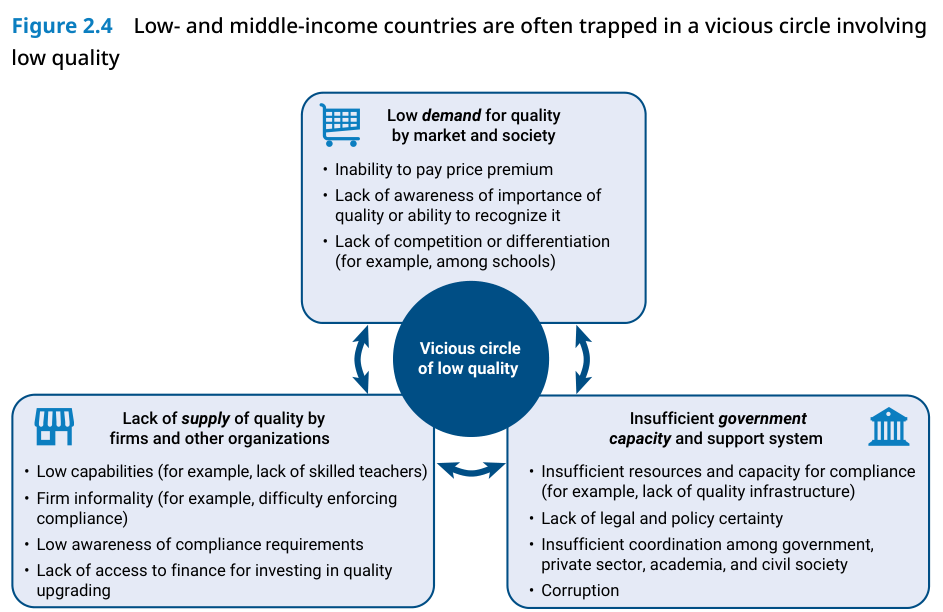 Figure 2.4 Low- and middle-income countries are often trapped in a vicious circle involving
low quality
Low demand for quality
by market and society
• Inability to pay price premium
• Lack of awareness of importance of
quality or ability to recognize it
• Lack of competition or differentiation
(for example, among schools)
Vicious circle
of low quality
Lack of supply of quality by
firms and other organizations
• Low capabilities (for example, lack of skilled teachers)
• Firm informality (for example, difficulty enforcing
compliance)
• Low awareness of compliance requirements
• Lack of access to finance for investing in quality
upgrading
Insufficient government
capacity and support system
• Insufficient resources and capacity for compliance
(for example, lack of quality infrastructure)
• Lack of legal and policy certainty
• Insufficient coordination among government,
private sector, academia, and civil society
• Corruption